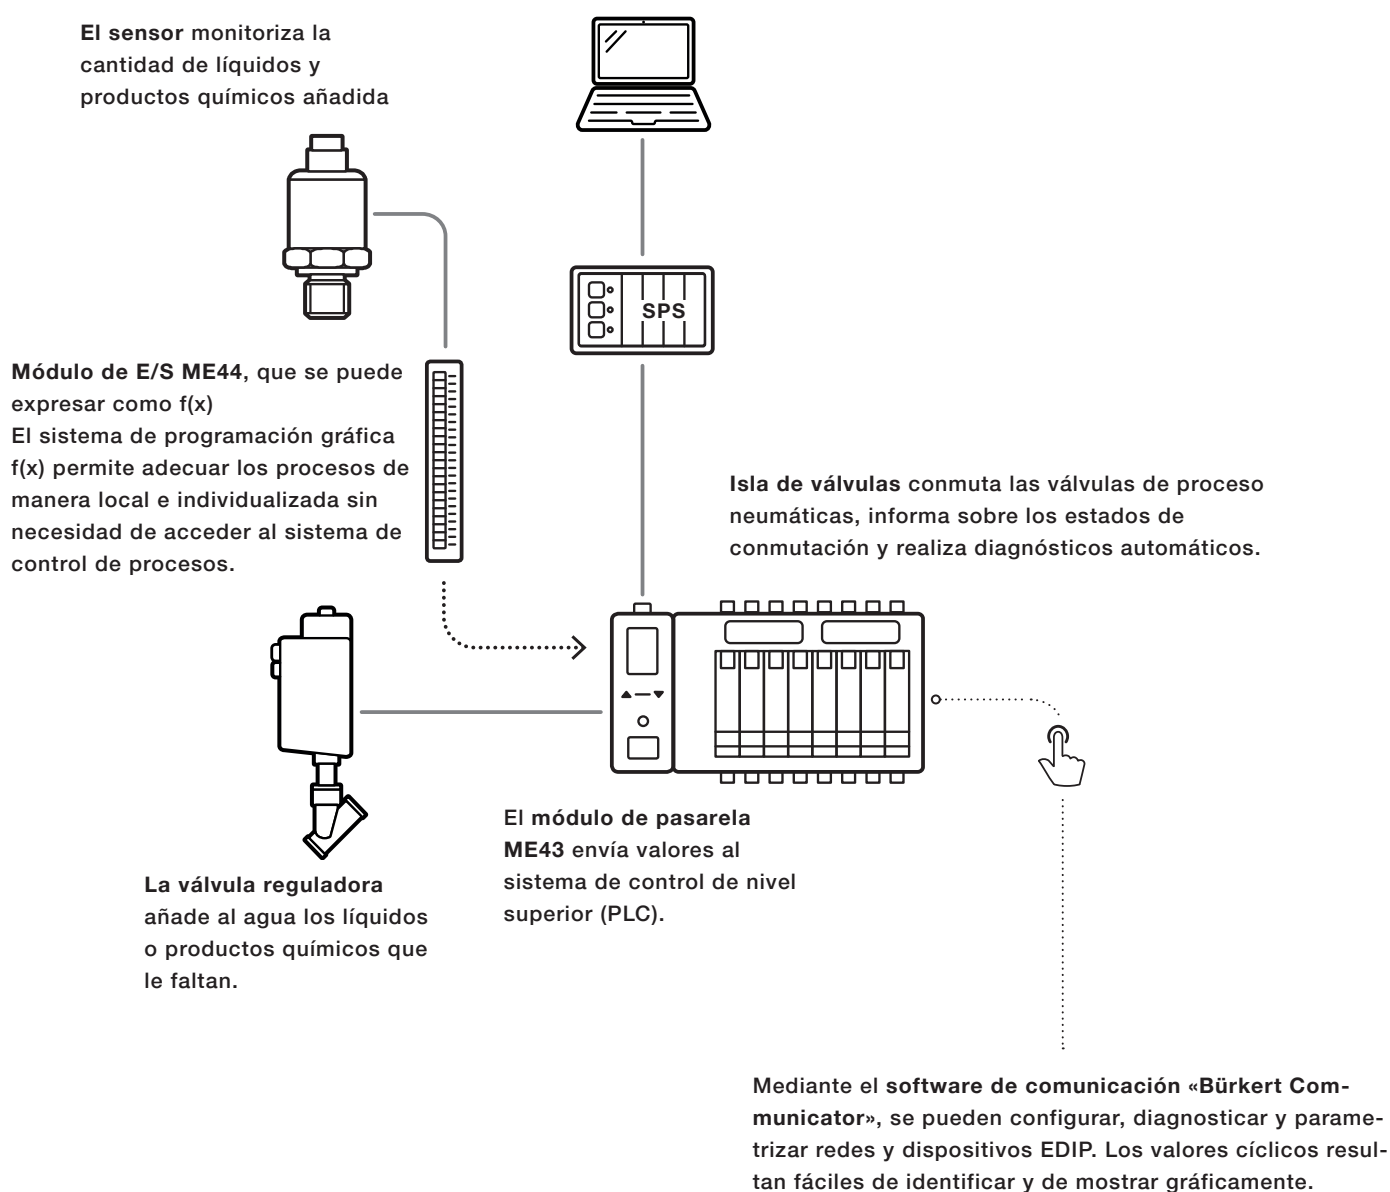 El sensor monitoriza la
cantidad de líquidos y
productos químicos añadida
SPS
Módulo de E/S ME44, que se puede
expresar como f(x)
El sistema de programación gráfica
f(x) permite adecuar los procesos de
manera local e individualizada sin
necesidad de acceder al sistema de
control de procesos.
Isla de válvulas conmuta las válvulas de proceso
neumáticas, informa sobre los estados de
conmutación y realiza diagnósticos automáticos.
El módulo de pasarela
ME43 envía valores al
sistema de control de nivel
superior (PLC).
La válvula reguladora
añade al agua los líquidos
o productos químicos que
le faltan.
Mediante el software de comunicación «Bürkert Com-
municator», se pueden configurar, diagnosticar y parame-
trizar redes y dispositivos EDIP. Los valores cíclicos resul-
tan fáciles de identificar y de mostrar gráficamente.